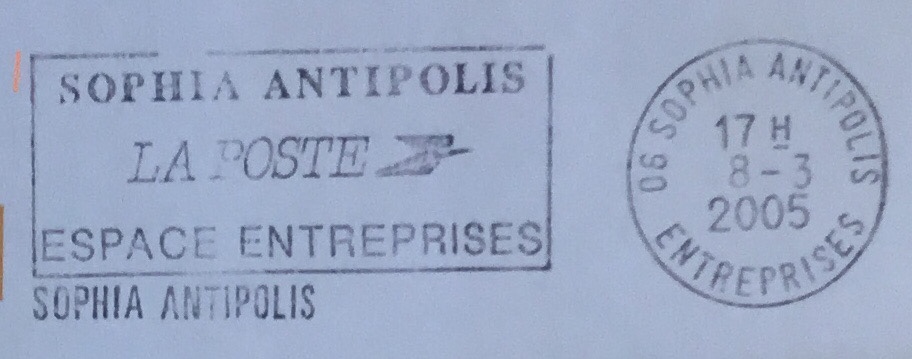 SOPHIA ANTIPOLIS
LA POSTE
ESPACE ENTREPRISES
SOPHIA ANTIPOLIS
06 SOPHIA ANTIPOLIS
17 H
8-3
2005
ENTREPRISES